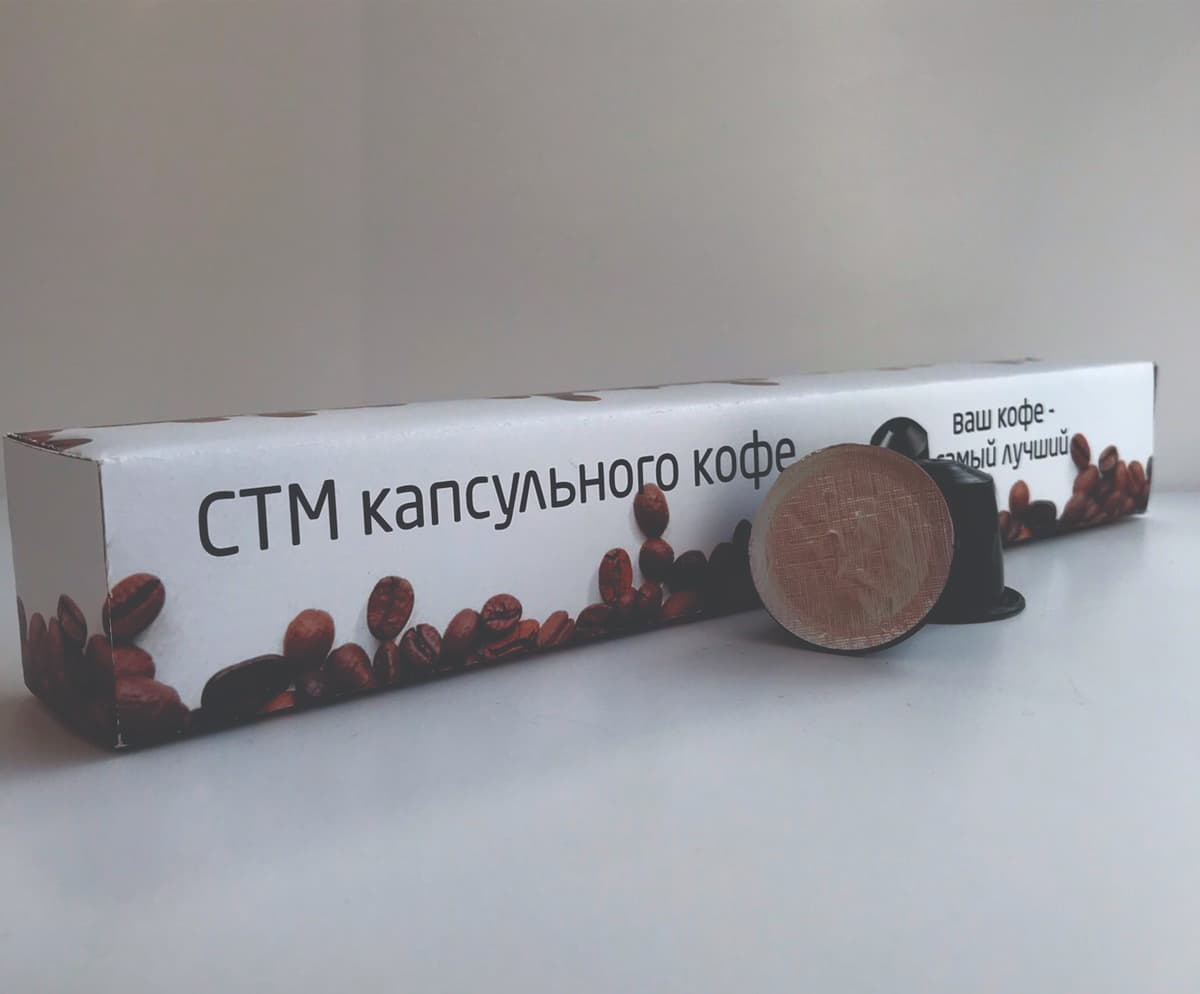 СТМ капсульного кофе
ваш кофе -
самый лучший